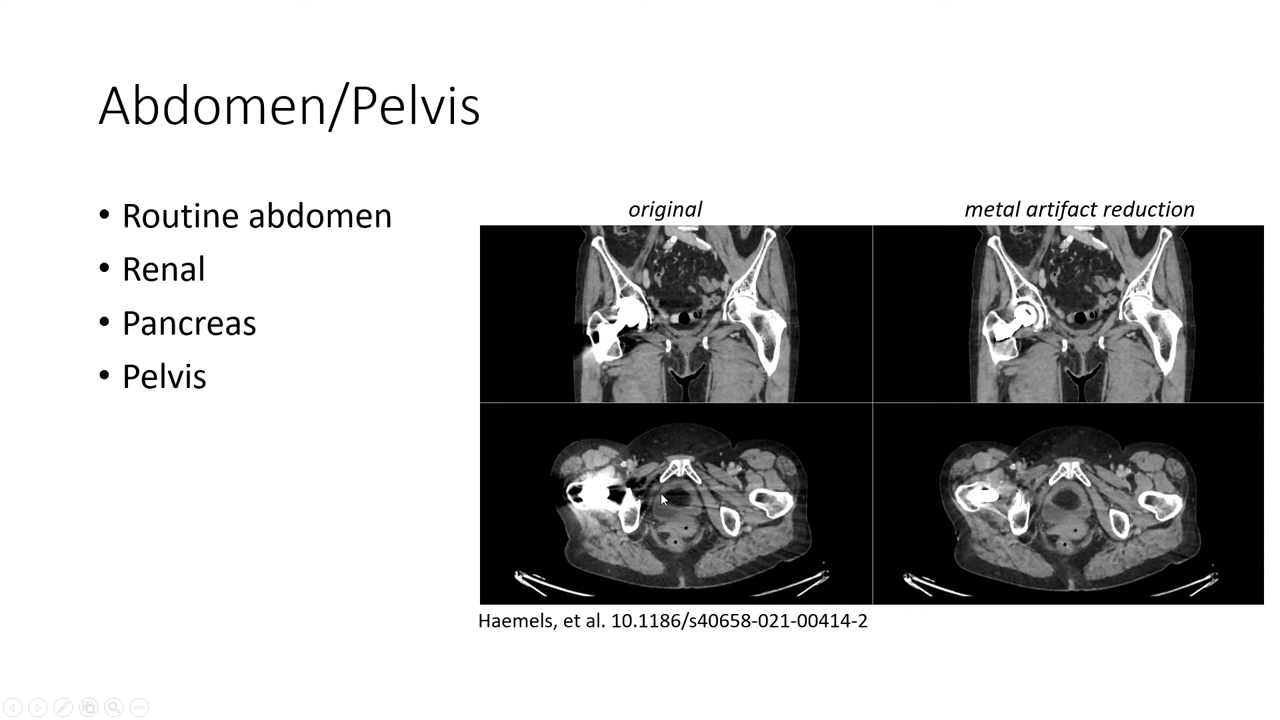 Abdomen/Pelvis
• Routine abdomen
• Renal
• Pancreas
• Pelvis
original
metal artifact reduction
Haemels, et al. 10.1186/s40658-021-00414-2